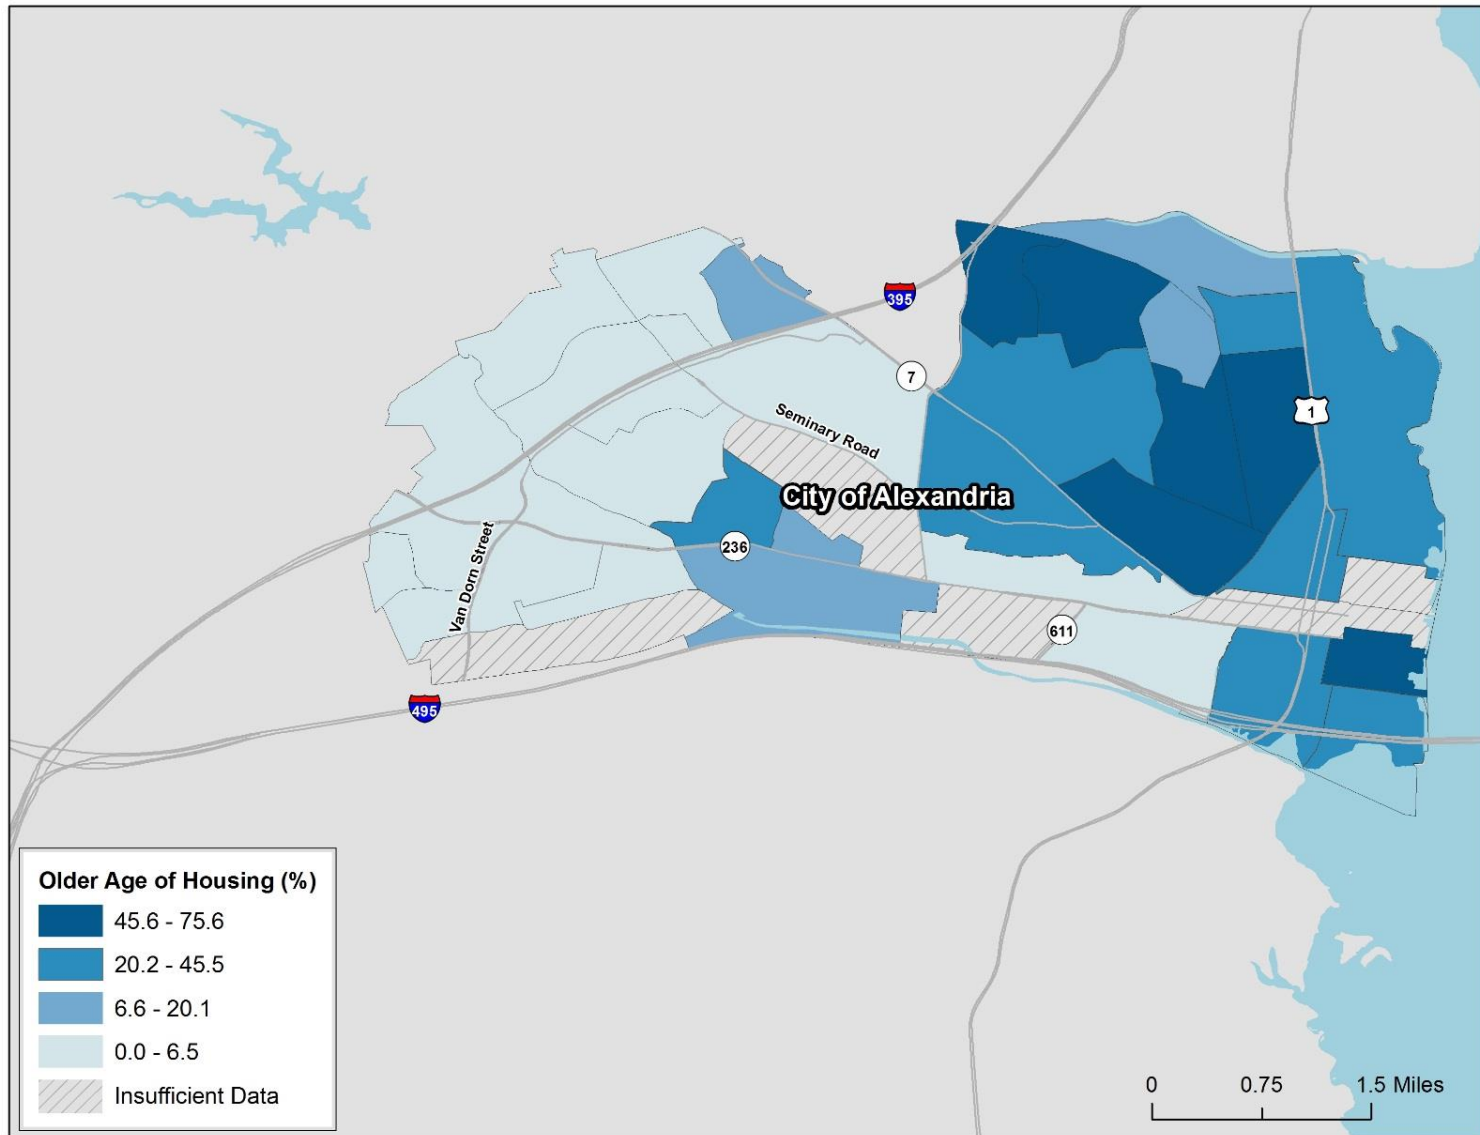 395
7
1
Seminary Road
City of Alexandria
236
Van Dorn Street
611
495
Older Age of Housing (%)
45.6 - 75.6
20.2 - 45.5
6.6 - 20.1
0.0 - 6.5
Insufficient Data
0 0.75 1.5 Miles